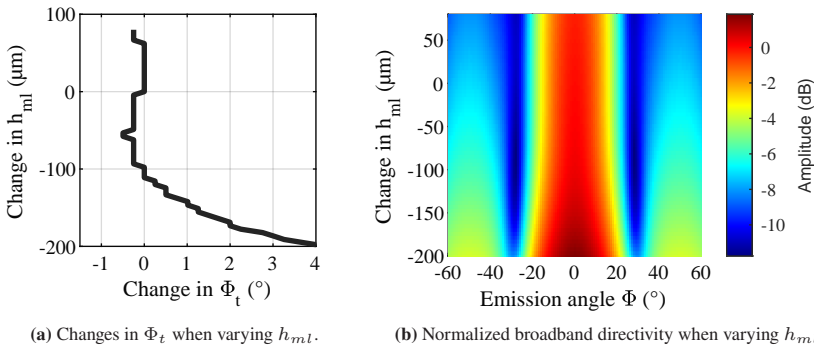 100
0
-100
-200
Change in h_ml (μm)
-1 0 1 2 3 4
Change in Φ_t (°)
(a) Changes in Φ_t when varying h_ml.
50
0
-50
-100
-150
-200
Change in h_ml (μm)
-60 -40 -20 0 20 40 60
Emission angle Φ (°)
0
-2
-4
-6
-8
-10
Amplitude (dB)
(b) Normalized broadband directivity when varying h_m